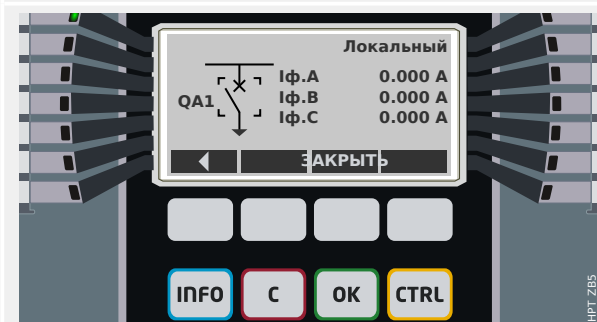 Локальный
Iф.A 0.000 A
QA1 Iф.B 0.000 A
Iф.C 0.000 A
ЗАКРЫТЬ
INFO C OK CTRL
HPT ZB5